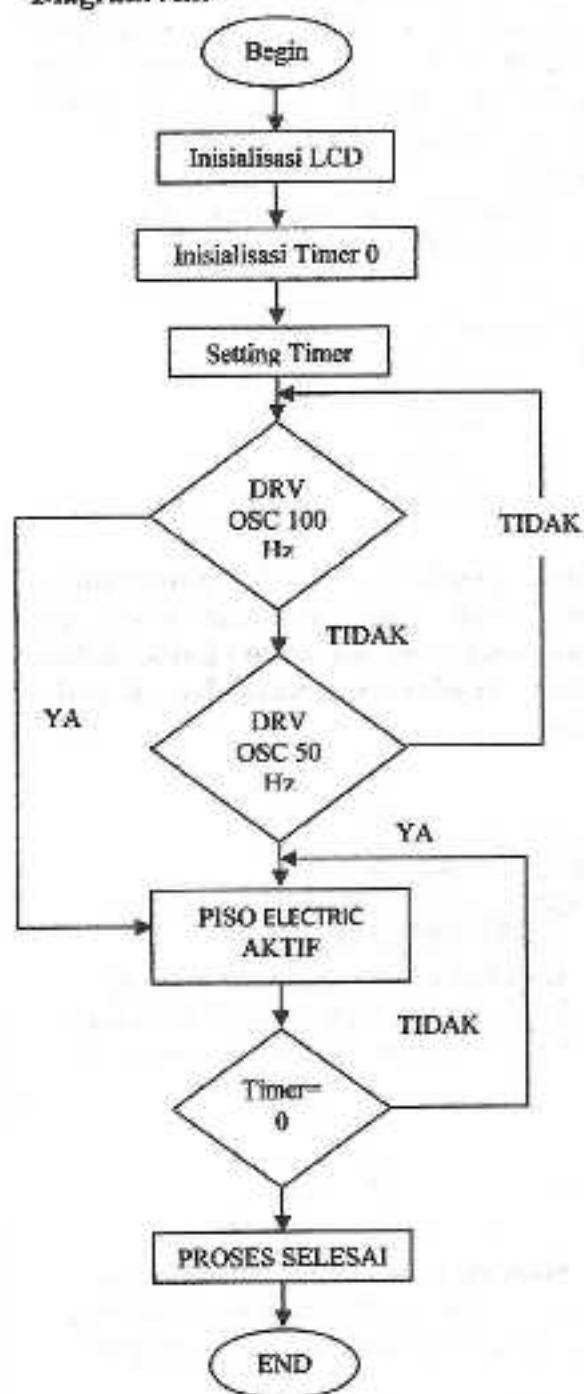 Begin
Inisialisasi LCD
Inisialisasi Timer 0
Setting Timer
DRV
OSC 100
Hz
TIDAK
TIDAK
YA
DRV
OSC 50
Hz
YA
PISO ELECTRIC
AKTIF
TIDAK
Timer=
0
PROSES SELESAI
END